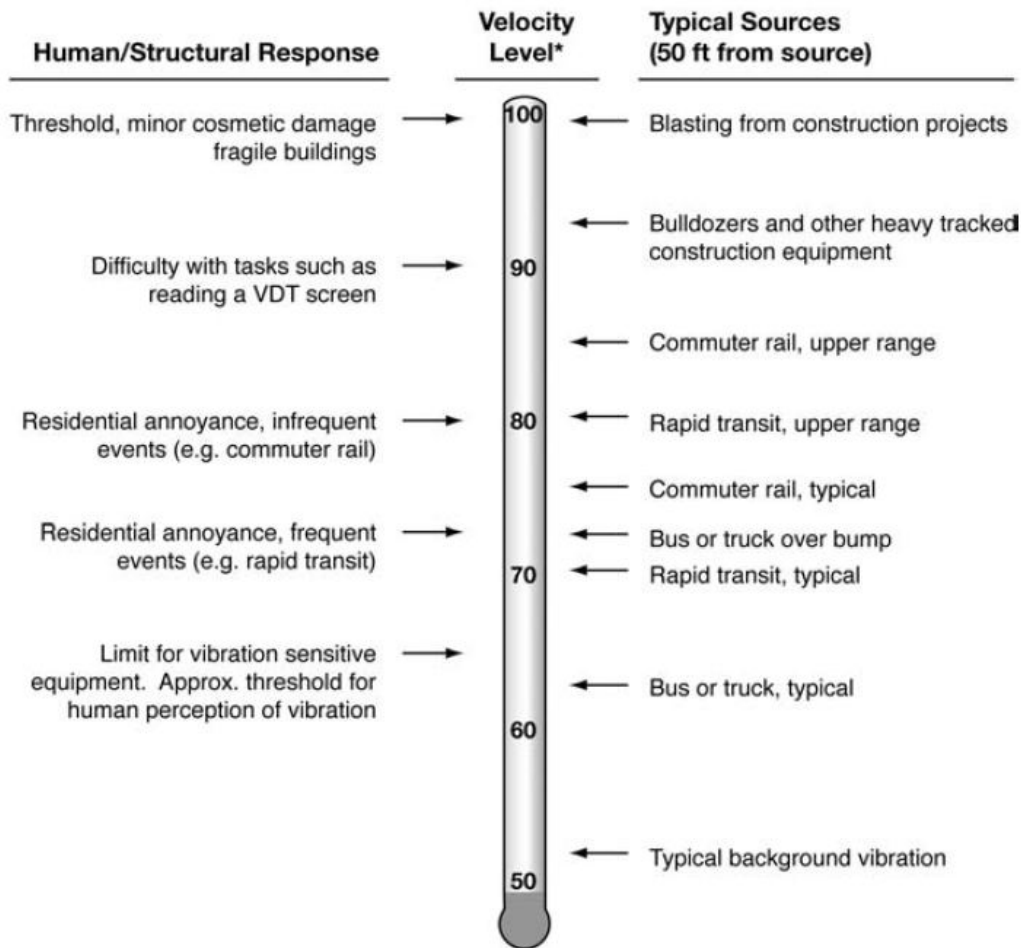 Human/Structural Response
Velocity
Level*
Typical Sources
(50 ft from source)
Threshold, minor cosmetic damage
fragile buildings
100
Blasting from construction projects
Bulldozers and other heavy tracked
construction equipment
Difficulty with tasks such as
reading a VDT screen
90
Commuter rail, upper range
Residential annoyance, infrequent
events (e.g. commuter rail)
80
Rapid transit, upper range
Commuter rail, typical
Residential annoyance, frequent
events (e.g. rapid transit)
Bus or truck over bump
70
Rapid transit, typical
Limit for vibration sensitive
equipment. Approx. threshold for
human perception of vibration
Bus or truck, typical
60
Typical background vibration
50